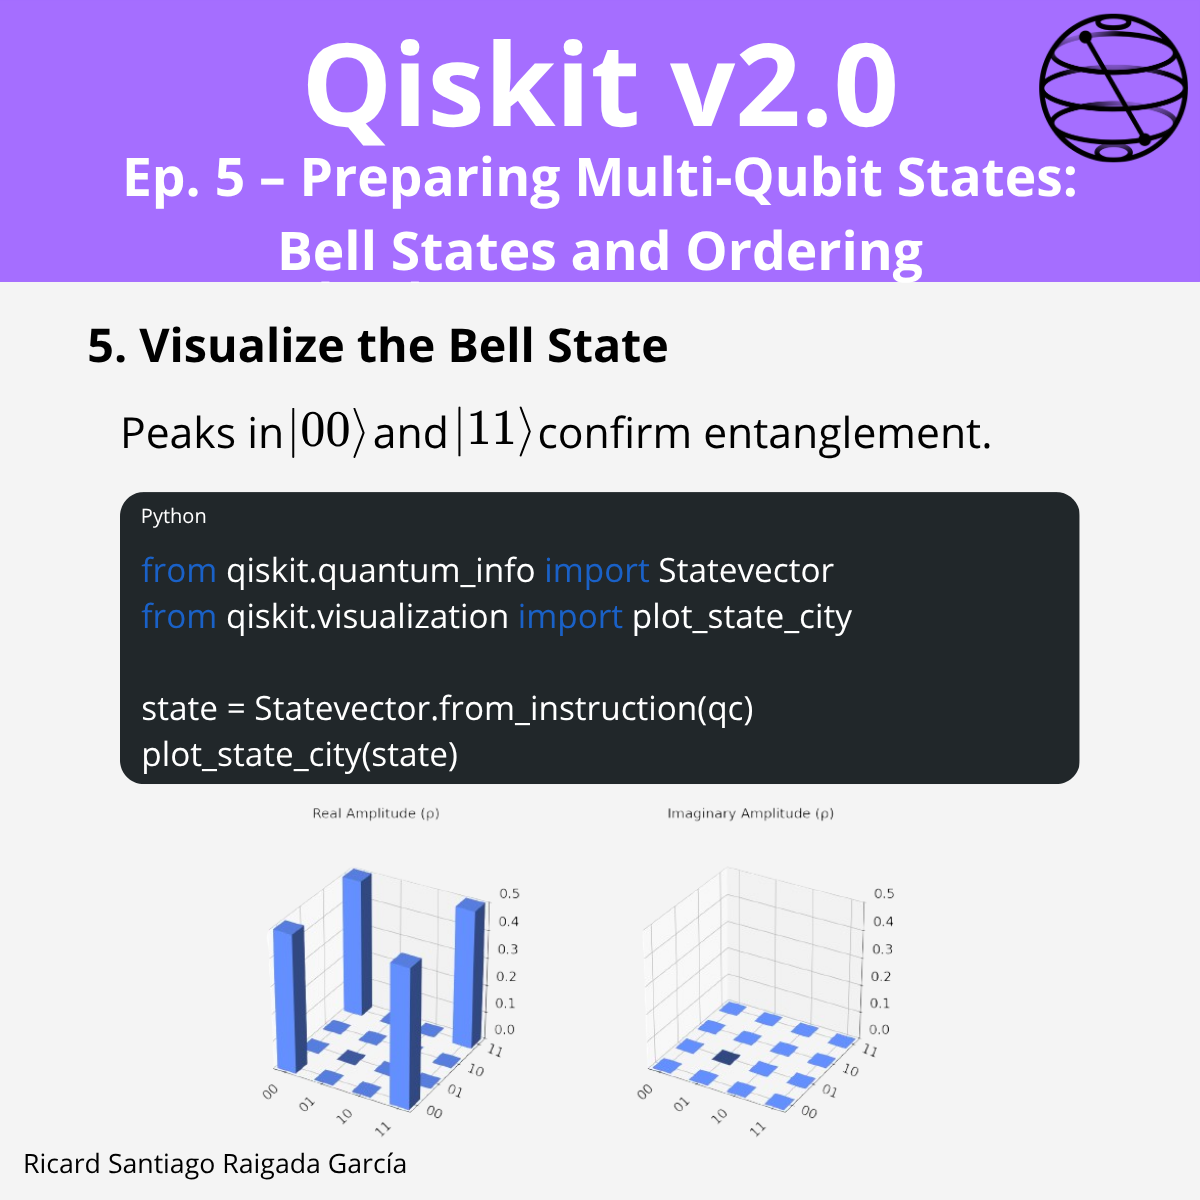 Qiskit v2.0
Ep. 5 – Preparing Multi-Qubit States:
Bell States and Ordering
5. Visualize the Bell State
Peaks in |00⟩ and |11⟩ confirm entanglement.
Python
from qiskit.quantum_info import Statevector
from qiskit.visualization import plot_state_city
state = Statevector.from_instruction(qc)
plot_state_city(state)
Real Amplitude (ρ)
0.5
0.4
0.3
0.2
0.1
0.0
00
01
10
11
00
01
10
11
Imaginary Amplitude (ρ)
0.5
0.4
0.3
0.2
0.1
0.0
00
01
10
11
00
01
10
11
Ricard Santiago Raigada García